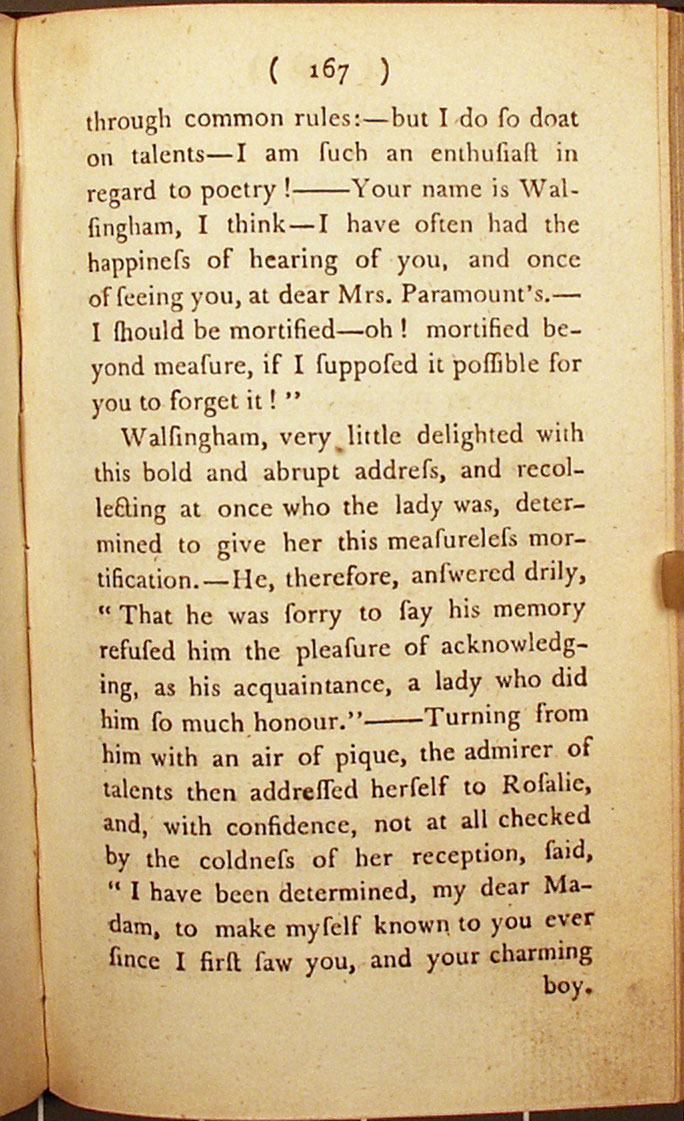 ( 167 )
through common rules:—but I do ſo doat
on talents—I am ſuch an enthuſiaſt in
regard to poetry !——Your name is Wal-
ſingham, I think—I have often had the
happineſs of hearing of you, and once
of ſeeing you, at dear Mrs. Paramount's.—
I ſhould be mortified—oh ! mortified be-
yond meaſure, if I ſuppoſed it poſſible for
you to forget it ! ”
Walſingham, very little delighted with
this bold and abrupt addreſs, and recol-
lecting at once who the lady was, deter-
mined to give her this meaſureleſs mor-
tification.—He, therefore, anſwered drily,
“ That he was ſorry to ſay his memory
refuſed him the pleaſure of acknowledg-
ing, as his acquaintance, a lady who did
him ſo much honour.”——Turning from
him with an air of pique, the admirer of
talents then addreſſed herſelf to Roſalie,
and, with confidence, not at all checked
by the coldneſs of her reception, ſaid,
“ I have been determined, my dear Ma-
dam, to make myſelf known to you ever
ſince I firſt ſaw you, and your charming
boy.